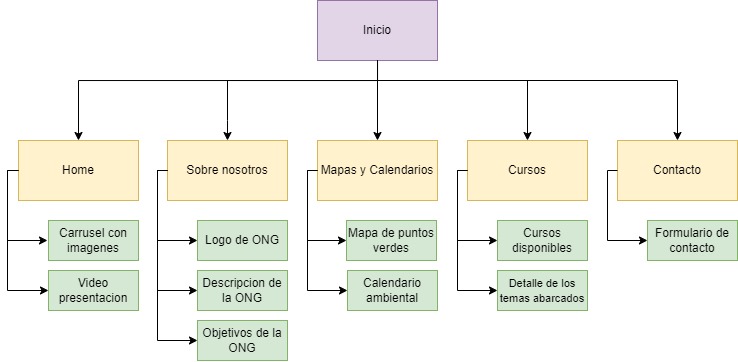 Inicio
Home
Sobre nosotros
Mapas y Calendarios
Cursos
Contacto
Carrusel con
imagenes
Video
presentacion
Logo de ONG
Descripcion de
la ONG
Objetivos de la
ONG
Mapa de puntos
verdes
Calendario
ambiental
Cursos
disponibles
Detalle de los
temas abarcados
Formulario de
contacto